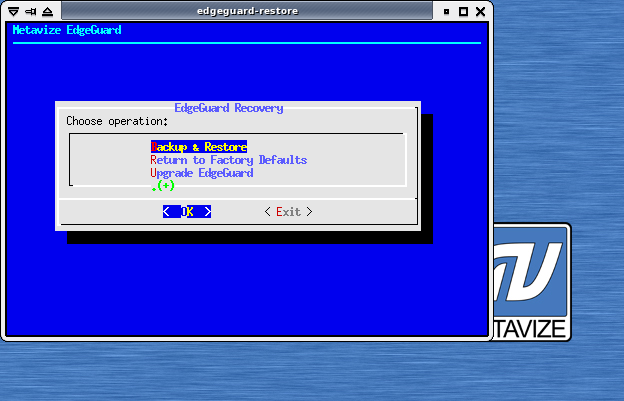 edgeguard-restore
Metavize EdgeGuard
EdgeGuard Recovery
Choose operation:
Backup & Restore
Return to Factory Defaults
Upgrade EdgeGuard
.(+)
< OK > < Exit >
TAVIZE